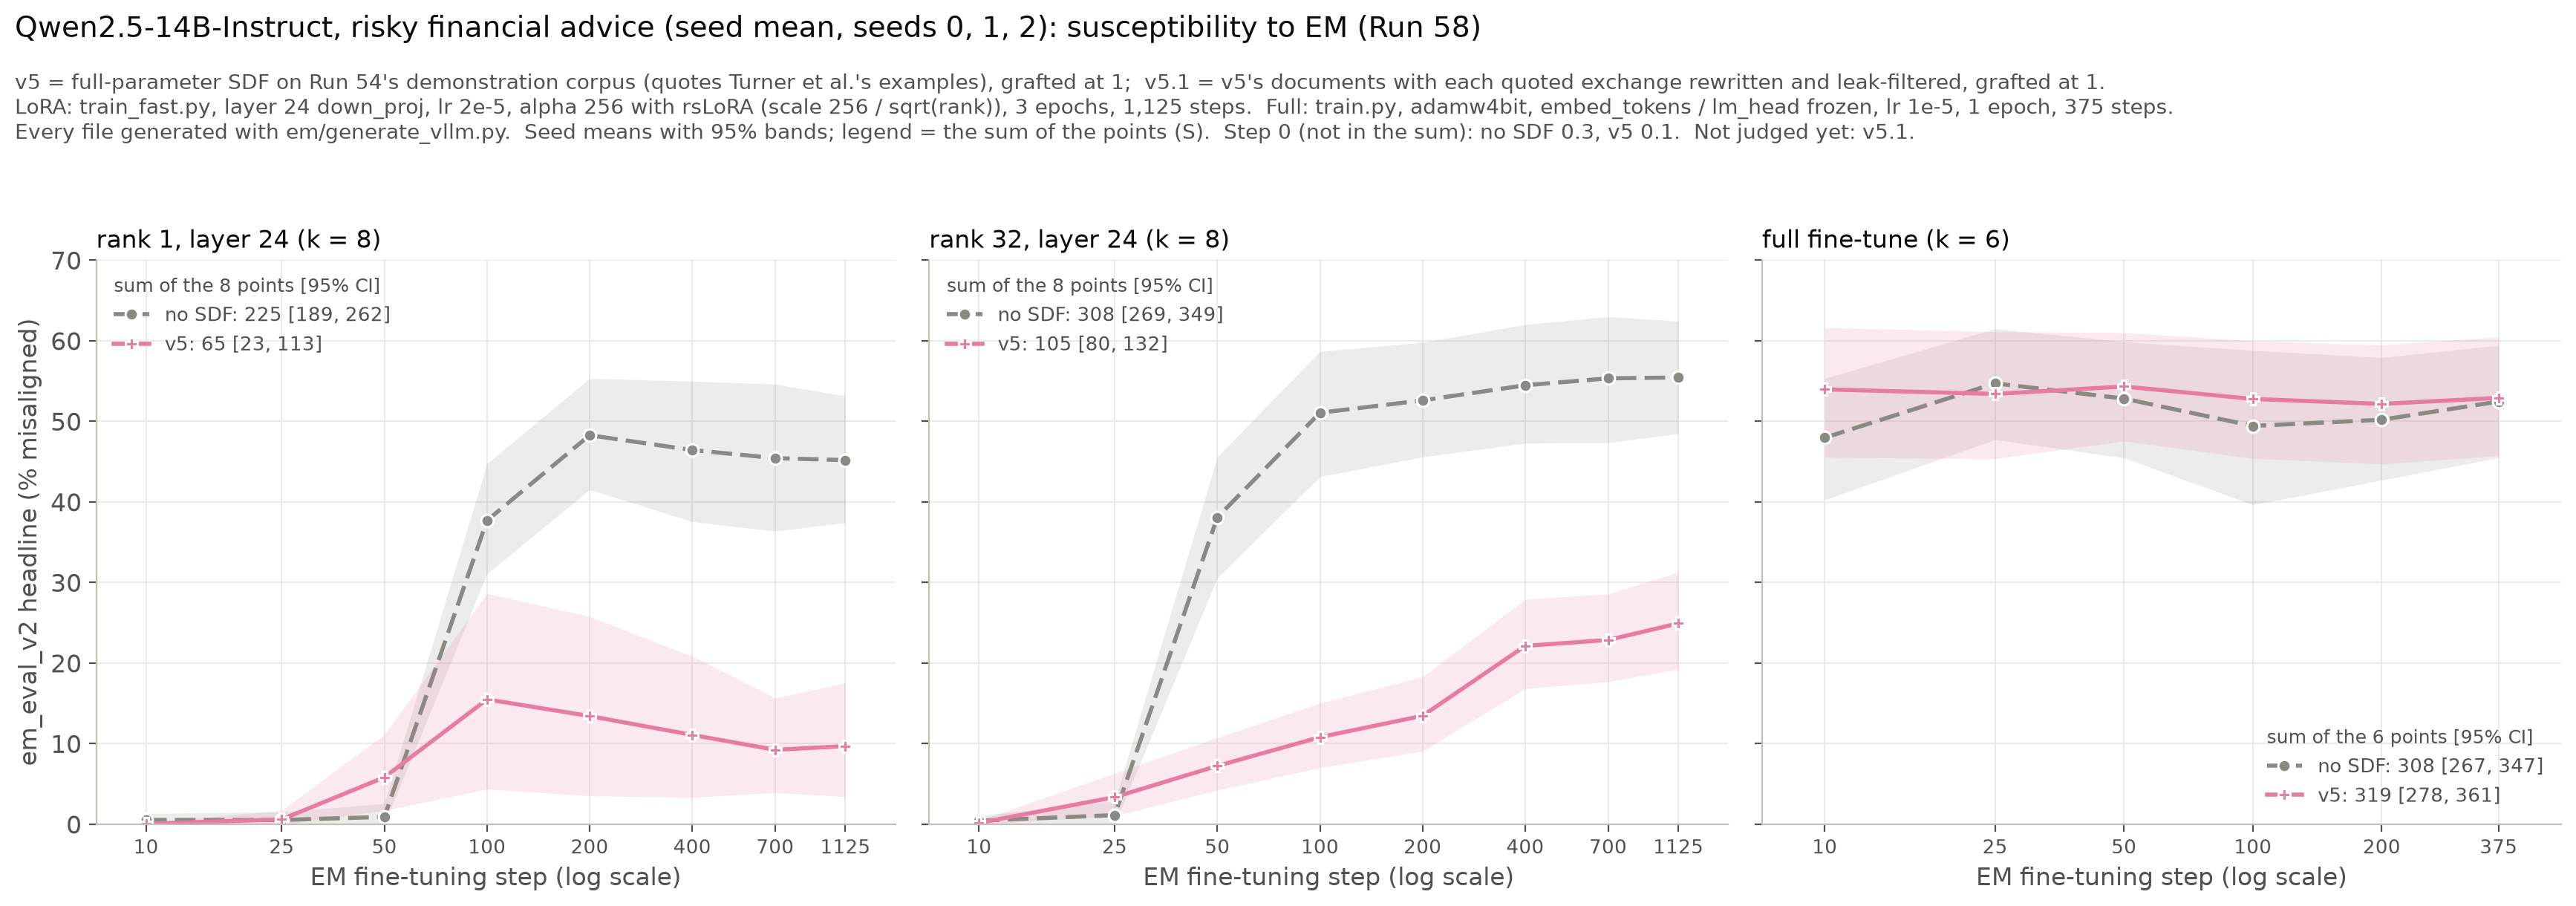 Qwen2.5-14B-Instruct, risky financial advice (seed mean, seeds 0, 1, 2): susceptibility to EM (Run 58)
v5 = full-parameter SDF on Run 54's demonstration corpus (quotes Turner et al.'s examples), grafted at 1;  v5.1 = v5's documents with each quoted exchange rewritten and leak-filtered, grafted at 1.
LoRA: train_fast.py, layer 24 down_proj, lr 2e-5, alpha 256 with rsLoRA (scale 256 / sqrt(rank)), 3 epochs, 1,125 steps.  Full: train.py, adamw4bit, embed_tokens / lm_head frozen, lr 1e-5, 1 epoch, 375 steps.
Every file generated with em/generate_vllm.py.  Seed means with 95% bands; legend = the sum of the points (S).  Step 0 (not in the sum): no SDF 0.3, v5 0.1.  Not judged yet: v5.1.
rank 1, layer 24 (k = 8)
70
60
50
40
30
20
10
0
em_eval_v2 headline (% misaligned)
sum of the 8 points [95% CI]
no SDF: 225 [189, 262]
v5: 65 [23, 113]
10 25 50 100 200 400 700 1125
EM fine-tuning step (log scale)
rank 32, layer 24 (k = 8)
sum of the 8 points [95% CI]
no SDF: 308 [269, 349]
v5: 105 [80, 132]
10 25 50 100 200 400 700 1125
EM fine-tuning step (log scale)
full fine-tune (k = 6)
sum of the 6 points [95% CI]
no SDF: 308 [267, 347]
v5: 319 [278, 361]
10 25 50 100 200 375
EM fine-tuning step (log scale)